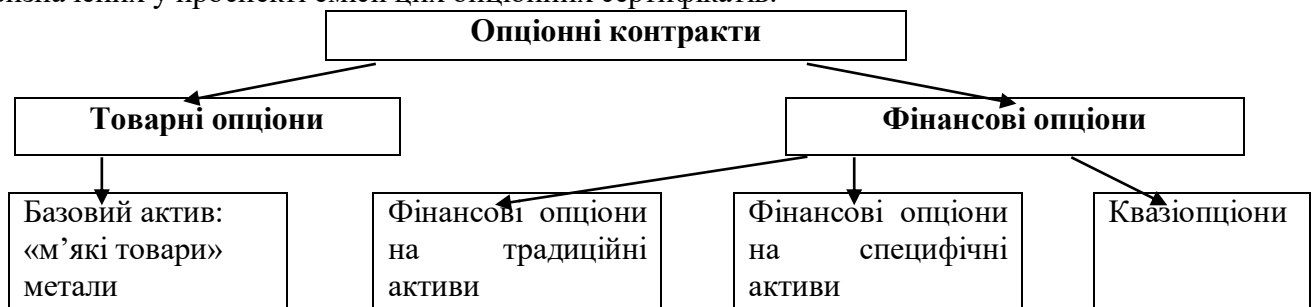 визначених у проспекті емісії цих опціонних сертифікатів.
Опціонні контракти
Товарні опціони
Фінансові опціони
Базовий актив:
«м’які товари»
метали
Фінансові опціони
на традиційні
активи
Фінансові опціони
на специфічні
активи
Квазіопціони